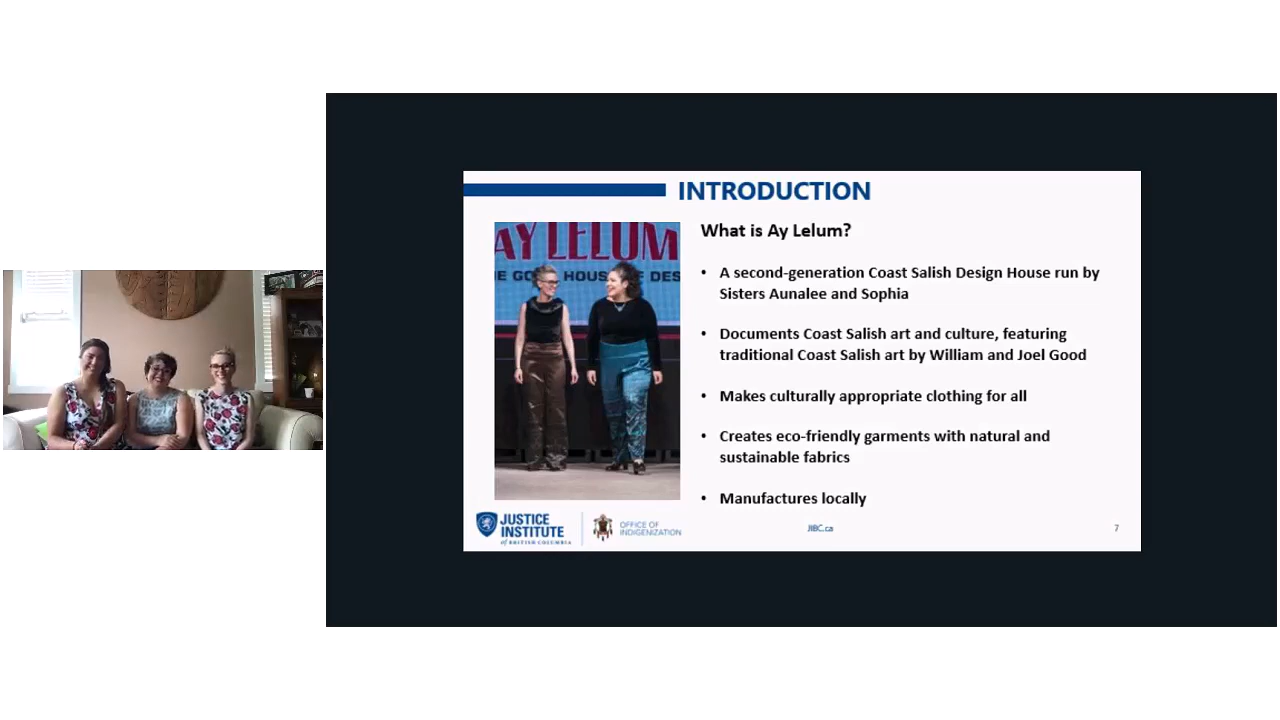 INTRODUCTION
AY LELUM
THE GOOD HOUSE OF DES
What is Ay Lelum?
• A second-generation Coast Salish Design House run by
Sisters Aunalee and Sophia
• Documents Coast Salish art and culture, featuring
traditional Coast Salish art by William and Joel Good
• Makes culturally appropriate clothing for all
• Creates eco-friendly garments with natural and
sustainable fabrics
• Manufactures locally
JUSTICE
INSTITUTE
of BRITISH COLUMBIA
OFFICE OF
INDIGENIZATION
JIBC.ca
7